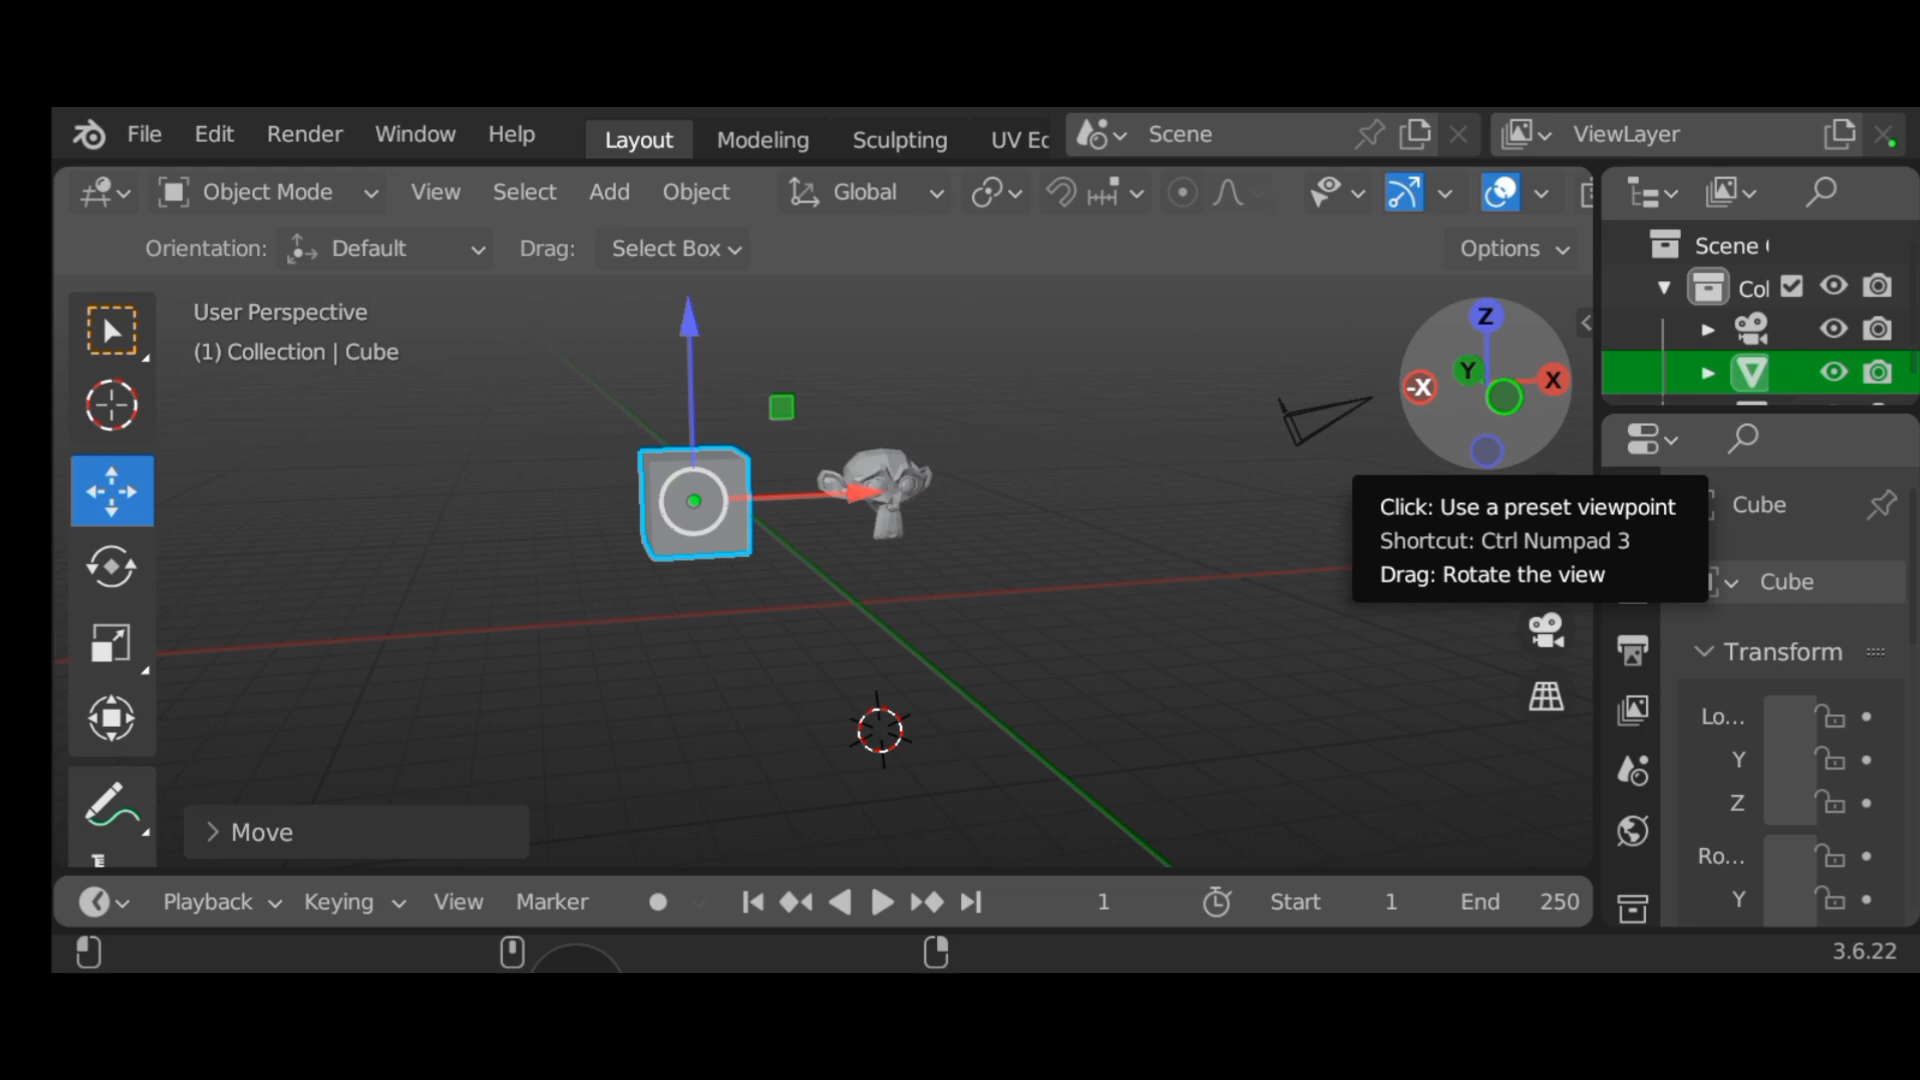 File Edit Render Window Help Layout Modeling Sculpting UV Ed Scene ViewLayer
Object Mode View Select Add Object Global
Orientation: Default Drag: Select Box Options
User Perspective
(1) Collection | Cube
Z
Y
X
-X
Scene
Col
Click: Use a preset viewpoint
Shortcut: Ctrl Numpad 3
Drag: Rotate the view
Cube
Cube
Transform
Lo...
Y
Z
Ro...
Y
Move
Playback Keying View Marker 1 Start 1 End 250
3.6.22